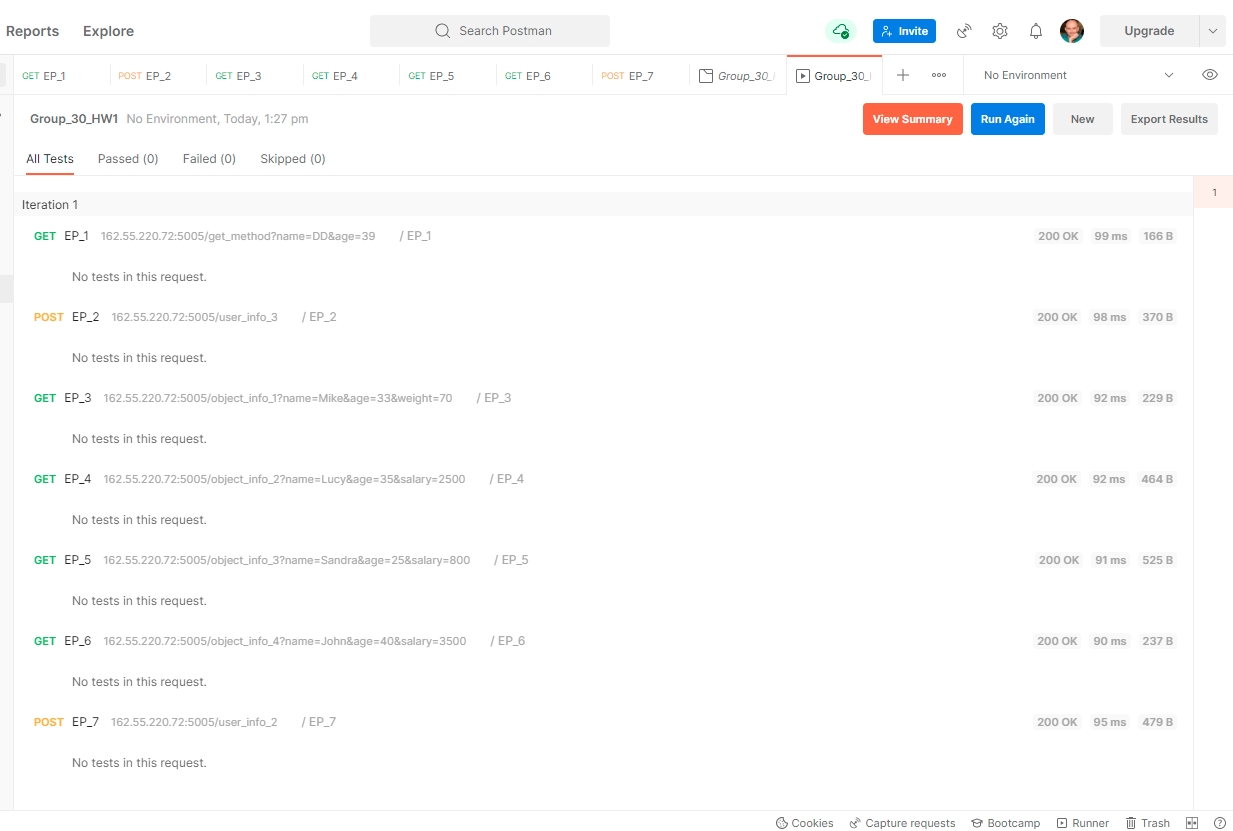 Reports Explore Search Postman Invite Upgrade
GET EP_1 POST EP_2 GET EP_3 GET EP_4 GET EP_5 GET EP_6 POST EP_7 Group_30_ Group_30_ No Environment
Group_30_HW1 No Environment, Today, 1:27 pm View Summary Run Again New Export Results
All Tests Passed (0) Failed (0) Skipped (0)
1
Iteration 1
GET EP_1 162.55.220.72:5005/get_method?name=DD&age=39 / EP_1 200 OK 99 ms 166 B
No tests in this request.
POST EP_2 162.55.220.72:5005/user_info_3 / EP_2 200 OK 98 ms 370 B
No tests in this request.
GET EP_3 162.55.220.72:5005/object_info_1?name=Mike&age=33&weight=70 / EP_3 200 OK 92 ms 229 B
No tests in this request.
GET EP_4 162.55.220.72:5005/object_info_2?name=Lucy&age=35&salary=2500 / EP_4 200 OK 92 ms 464 B
No tests in this request.
GET EP_5 162.55.220.72:5005/object_info_3?name=Sandra&age=25&salary=800 / EP_5 200 OK 91 ms 525 B
No tests in this request.
GET EP_6 162.55.220.72:5005/object_info_4?name=John&age=40&salary=3500 / EP_6 200 OK 90 ms 237 B
No tests in this request.
POST EP_7 162.55.220.72:5005/user_info_2 / EP_7 200 OK 95 ms 479 B
No tests in this request.
Cookies Capture requests Bootcamp Runner Trash